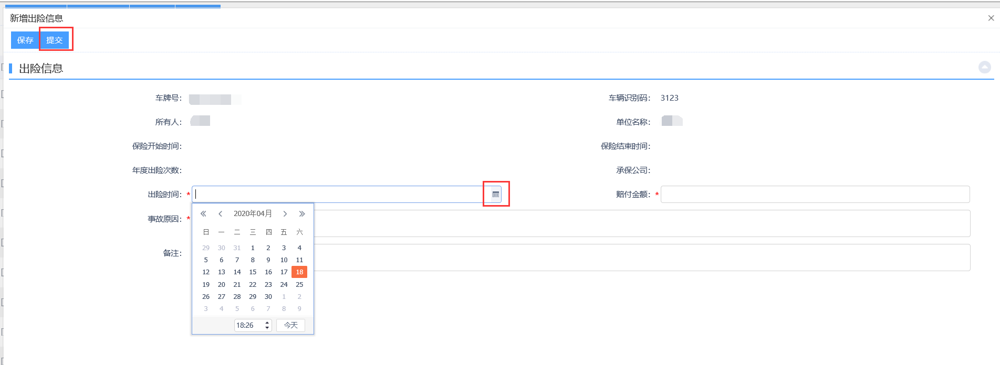 新增出险信息
保存 提交
出险信息
车牌号：
车辆识别码： 3123
所有人：
单位名称：
保险开始时间：
保险结束时间：
年度出险次数：
承保公司：
出险时间： *
赔付金额： *
2020年04月
事故原因： *
日 一 二 三 四 五 六
29 30 31 1 2 3 4
备注：
5 6 7 8 9 10 11
12 13 14 15 16 17 18
19 20 21 22 23 24 25
26 27 28 29 30 1 2
3 4 5 6 7 8 9
18:26 今天